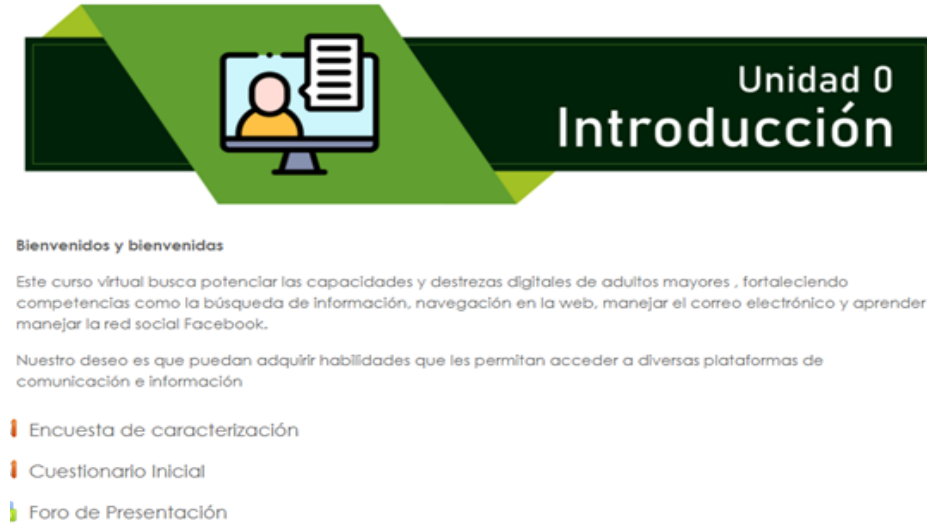 Unidad 0
Introducción
Bienvenidos y bienvenidas
Este curso virtual busca potenciar las capacidades y destrezas digitales de adultos mayores , fortaleciendo
competencias como la búsqueda de información, navegación en la web, manejar el correo electrónico y aprender
manejar la red social Facebook.
Nuestro deseo es que puedan adquirir habilidades que les permitan acceder a diversas plataformas de
comunicación e información
Encuesta de caracterización
Cuestionario Inicial
Foro de Presentación